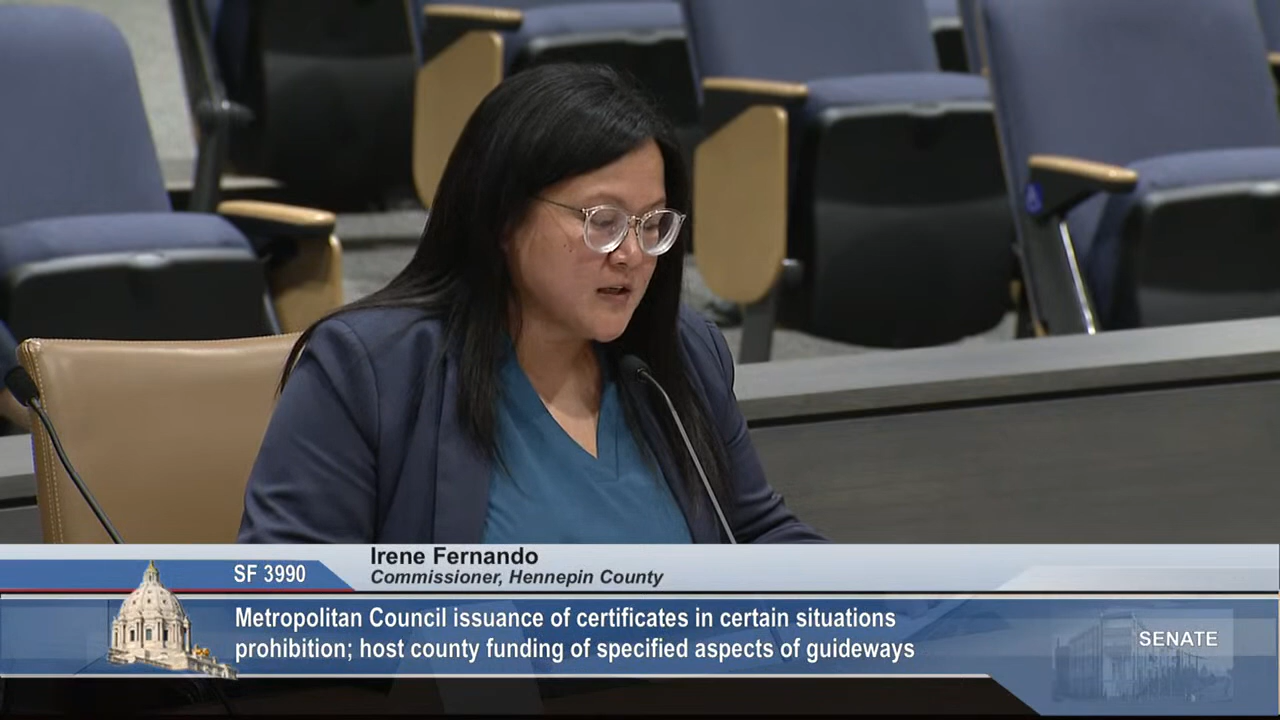 Irene Fernando
SF 3990
Commissioner, Hennepin County
Metropolitan Council issuance of certificates in certain situations
prohibition; host county funding of specified aspects of guideways
SENATE